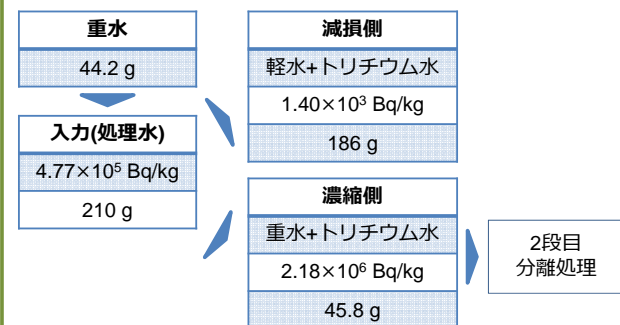 重水
44.2 g
入力(処理水)
4.77×10⁵ Bq/kg
210 g
減損側
軽水+トリチウム水
1.40×10³ Bq/kg
186 g
濃縮側
重水+トリチウム水
2.18×10⁶ Bq/kg
45.8 g
2段目
分離処理